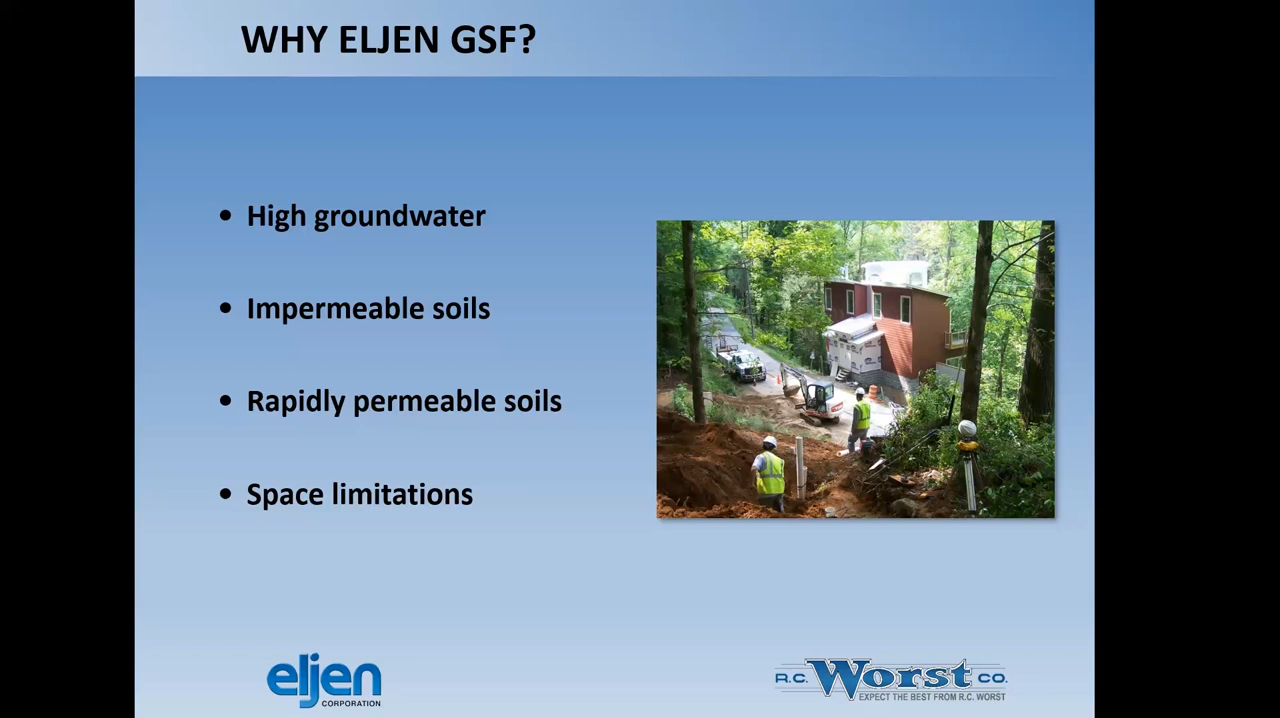 WHY ELJEN GSF?
• High groundwater
• Impermeable soils
• Rapidly permeable soils
• Space limitations
eljen
CORPORATION
R.C. Worst CO.
EXPECT THE BEST FROM R.C. WORST